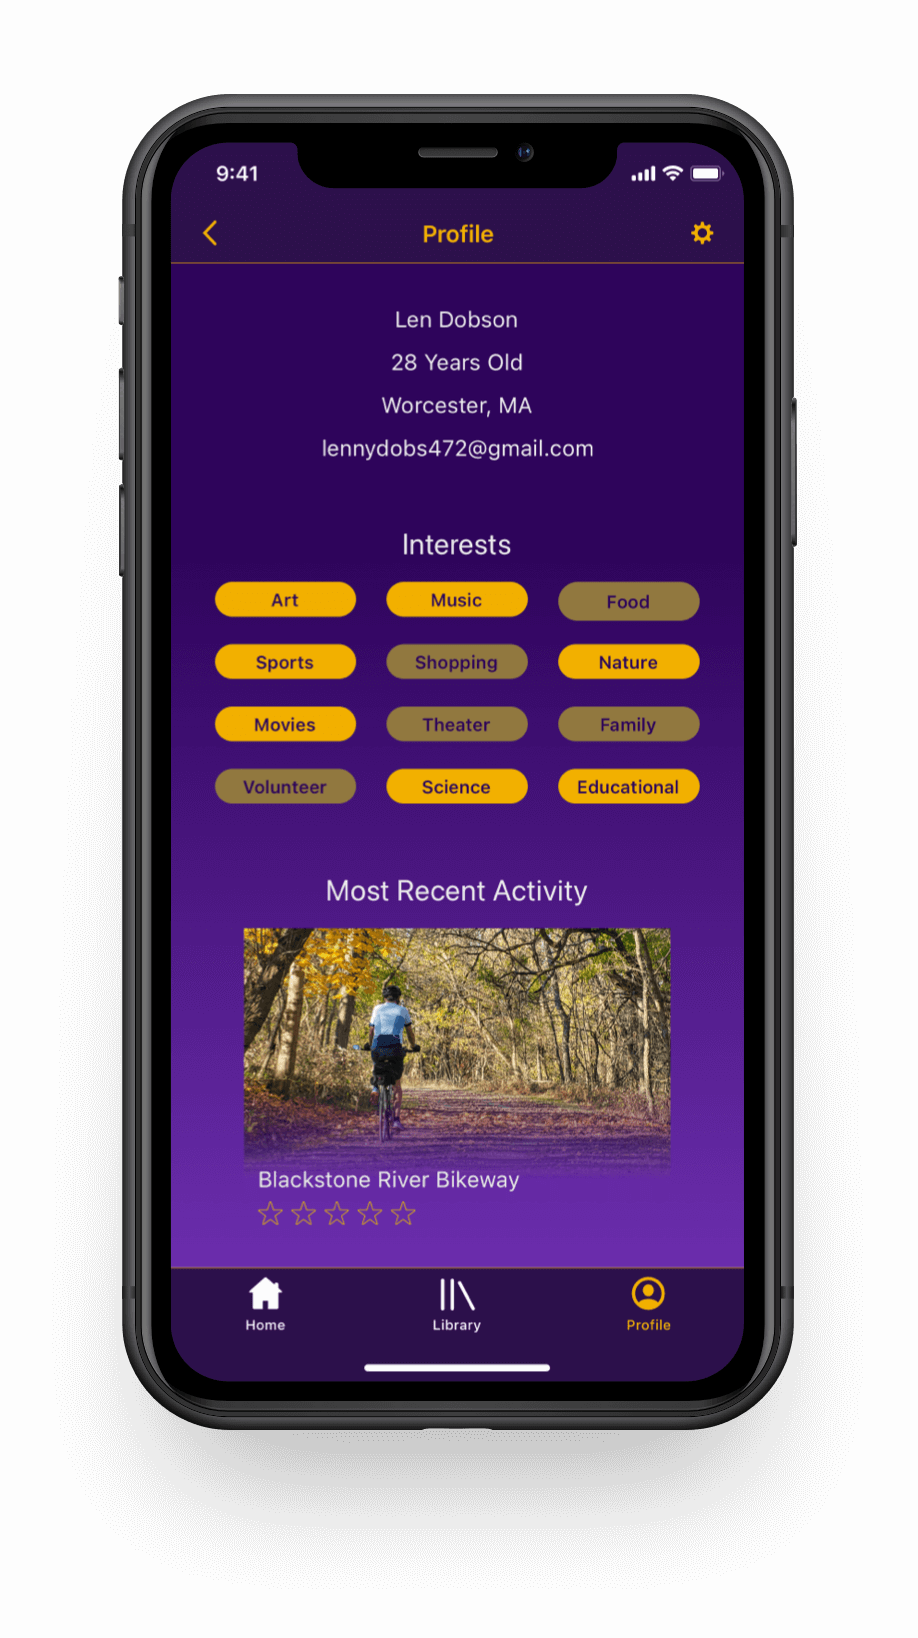 9:41
Profile
Len Dobson
28 Years Old
Worcester, MA
lennydobs472@gmail.com
Interests
Art Music Food
Sports Shopping Nature
Movies Theater Family
Volunteer Science Educational
Most Recent Activity
Blackstone River Bikeway
Home Library Profile